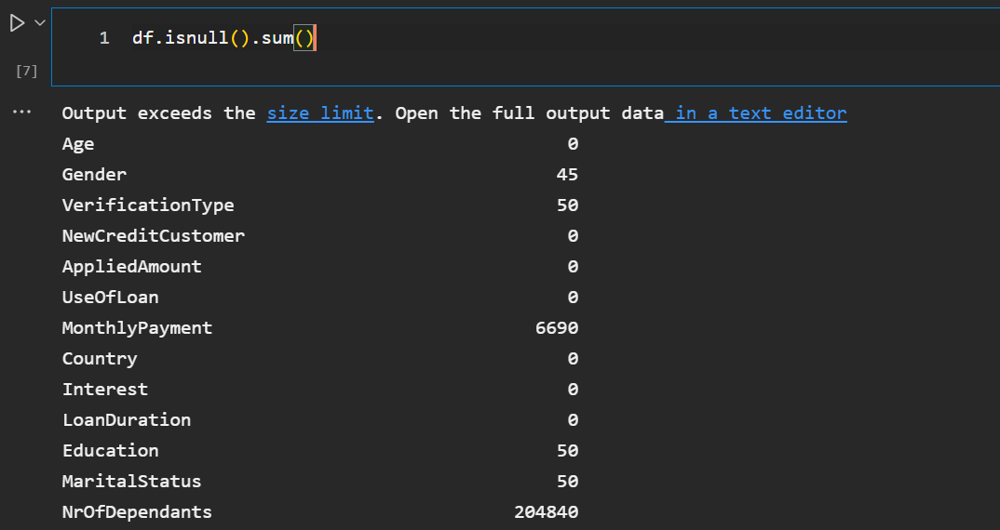 1 df.isnull().sum()
[7]
Output exceeds the size limit. Open the full output data in a text editor
Age 0
Gender 45
VerificationType 50
NewCreditCustomer 0
AppliedAmount 0
UseOfLoan 0
MonthlyPayment 6690
Country 0
Interest 0
LoanDuration 0
Education 50
MaritalStatus 50
NrOfDependants 204840